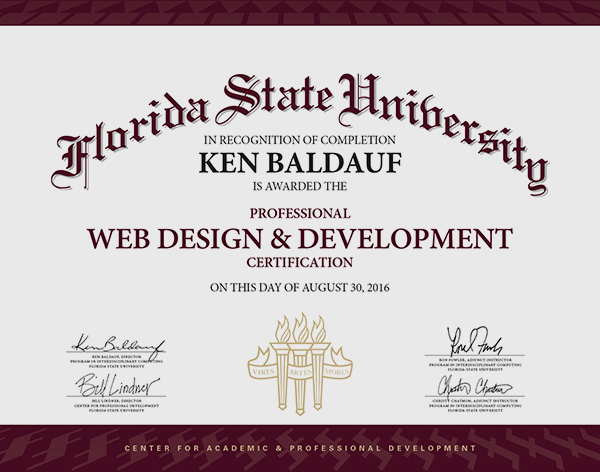 Florida State University
IN RECOGNITION OF COMPLETION
KEN BALDAUF
IS AWARDED THE
PROFESSIONAL
WEB DESIGN & DEVELOPMENT
CERTIFICATION
ON THIS DAY OF AUGUST 30, 2016
Ken Baldauf
KEN BALDAUF, DIRECTOR
PROGRAM IN INTERDISCIPLINARY COMPUTING
FLORIDA STATE UNIVERSITY
Bill Lindner
BILL LINDNER, DIRECTOR
CENTER FOR PROFESSIONAL DEVELOPMENT
FLORIDA STATE UNIVERSITY
VIRES ARTES MORES
RON FOWLER, ADJUNCT INSTRUCTOR
PROGRAM IN INTERDISCIPLINARY COMPUTING
FLORIDA STATE UNIVERSITY
CHRISTY CHATMON, ADJUNCT INSTRUCTOR
PROGRAM IN INTERDISCIPLINARY COMPUTING
FLORIDA STATE UNIVERSITY
CENTER FOR ACADEMIC & PROFESSIONAL DEVELOPMENT